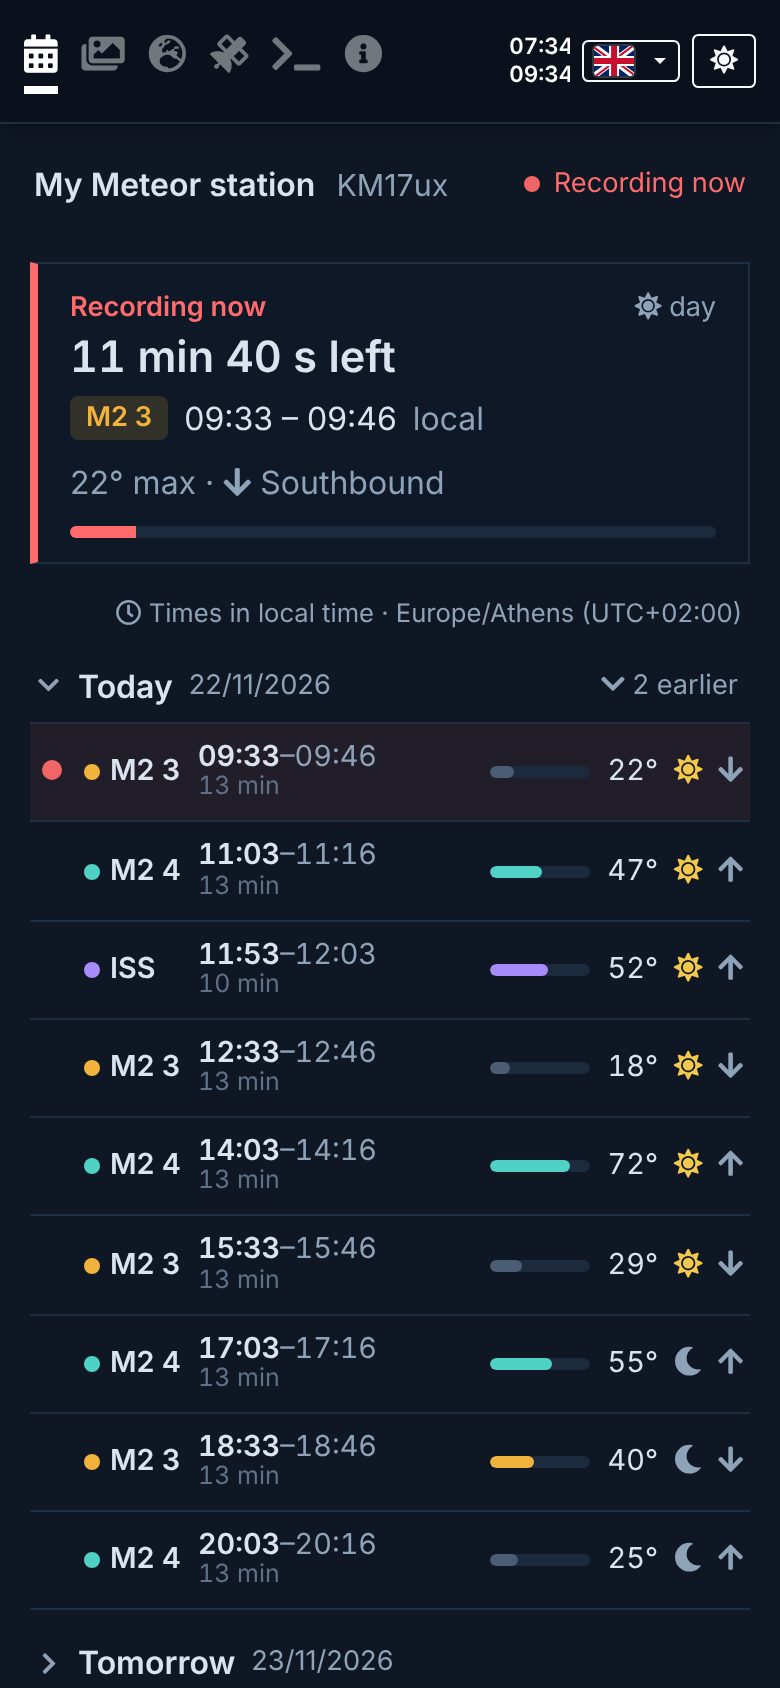 07:34
09:34
My Meteor station KM17ux Recording now
Recording now day
11 min 40 s left
M2 3 09:33 – 09:46 local
22° max · Southbound
Times in local time · Europe/Athens (UTC+02:00)
Today 22/11/2026 2 earlier
M2 3 09:33–09:46 22°
13 min
M2 4 11:03–11:16 47°
13 min
ISS 11:53–12:03 52°
10 min
M2 3 12:33–12:46 18°
13 min
M2 4 14:03–14:16 72°
13 min
M2 3 15:33–15:46 29°
13 min
M2 4 17:03–17:16 55°
13 min
M2 3 18:33–18:46 40°
13 min
M2 4 20:03–20:16 25°
13 min
Tomorrow 23/11/2026